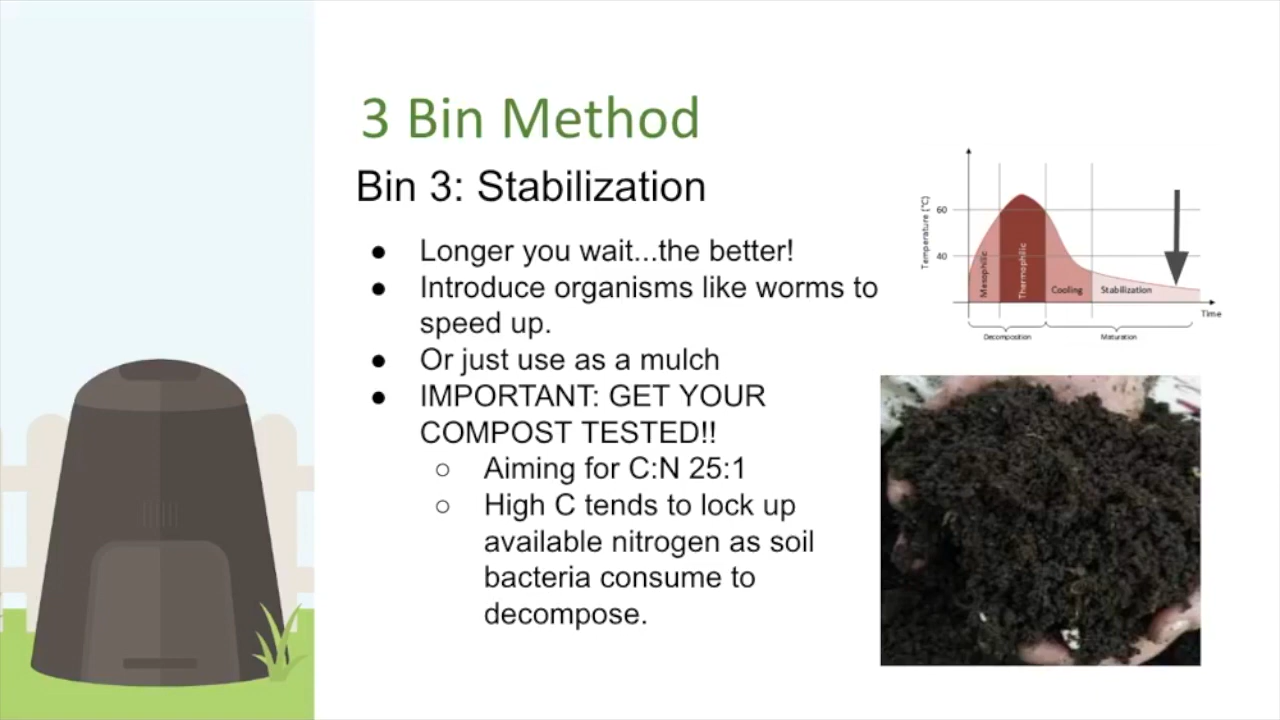 3 Bin Method
Bin 3: Stabilization
● Longer you wait...the better!
● Introduce organisms like worms to
speed up.
● Or just use as a mulch
● IMPORTANT: GET YOUR
COMPOST TESTED!!
○ Aiming for C:N 25:1
○ High C tends to lock up
available nitrogen as soil
bacteria consume to
decompose.
Temperature (°C)
60
40
Mesophilic
Thermophilic
Cooling
Stabilization
Time
Decomposition
Maturation